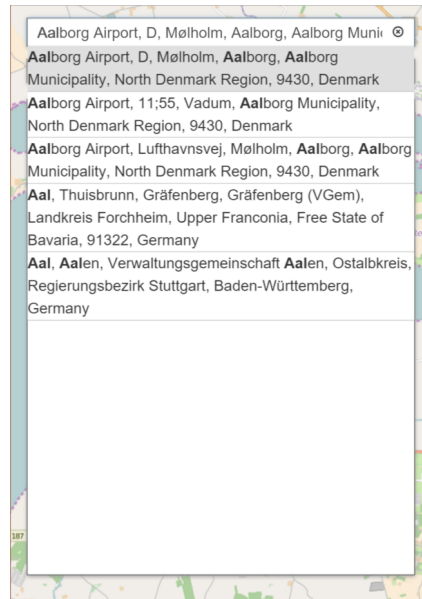 Aalborg Airport, D, Mølholm, Aalborg, Aalborg Munic
Aalborg Airport, D, Mølholm, Aalborg, Aalborg
Municipality, North Denmark Region, 9430, Denmark
Aalborg Airport, 11;55, Vadum, Aalborg Municipality,
North Denmark Region, 9430, Denmark
Aalborg Airport, Lufthavnsvej, Mølholm, Aalborg, Aalborg
Municipality, North Denmark Region, 9430, Denmark
Aal, Thuisbrunn, Gräfenberg, Gräfenberg (VGem),
Landkreis Forchheim, Upper Franconia, Free State of
Bavaria, 91322, Germany
Aal, Aalen, Verwaltungsgemeinschaft Aalen, Ostalbkreis,
Regierungsbezirk Stuttgart, Baden-Württemberg,
Germany
187